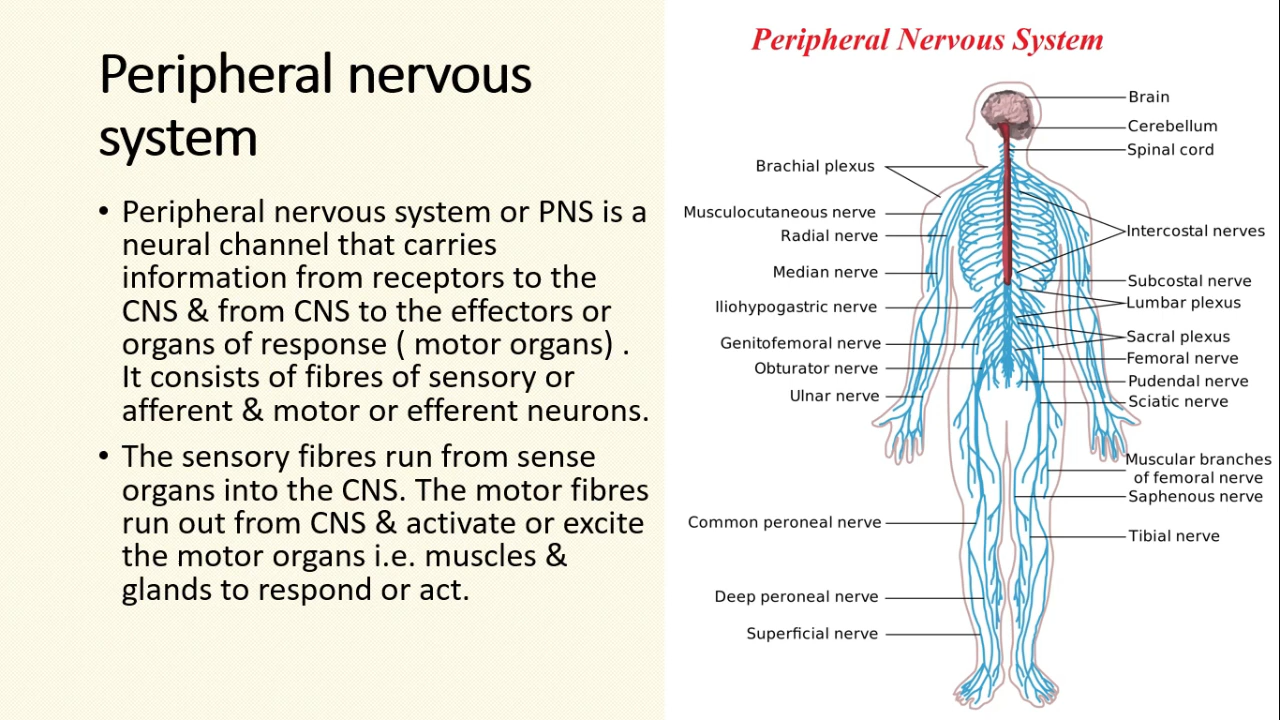 Peripheral nervous
system
• Peripheral nervous system or PNS is a
neural channel that carries
information from receptors to the
CNS & from CNS to the effectors or
organs of response ( motor organs) .
It consists of fibres of sensory or
afferent & motor or efferent neurons.
• The sensory fibres run from sense
organs into the CNS. The motor fibres
run out from CNS & activate or excite
the motor organs i.e. muscles &
glands to respond or act.
Peripheral Nervous System
Brachial plexus
Musculocutaneous nerve
Radial nerve
Median nerve
Iliohypogastric nerve
Genitofemoral nerve
Obturator nerve
Ulnar nerve
Common peroneal nerve
Deep peroneal nerve
Superficial nerve
Brain
Cerebellum
Spinal cord
Intercostal nerves
Subcostal nerve
Lumbar plexus
Sacral plexus
Femoral nerve
Pudendal nerve
Sciatic nerve
Muscular branches
of femoral nerve
Saphenous nerve
Tibial nerve